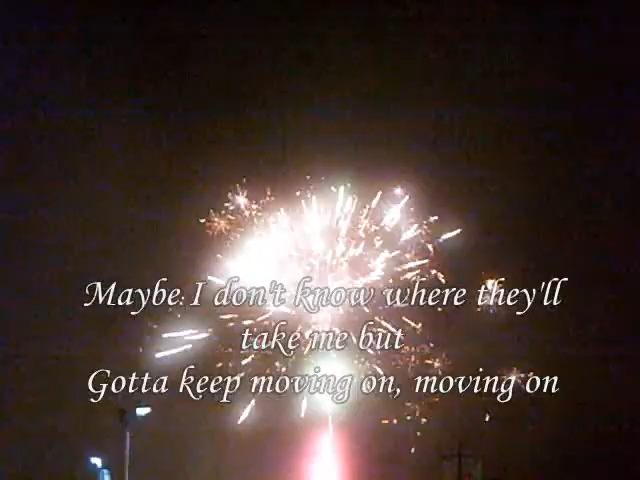 Maybe I don't know where they'll
take me but
Gotta keep moving on, moving on